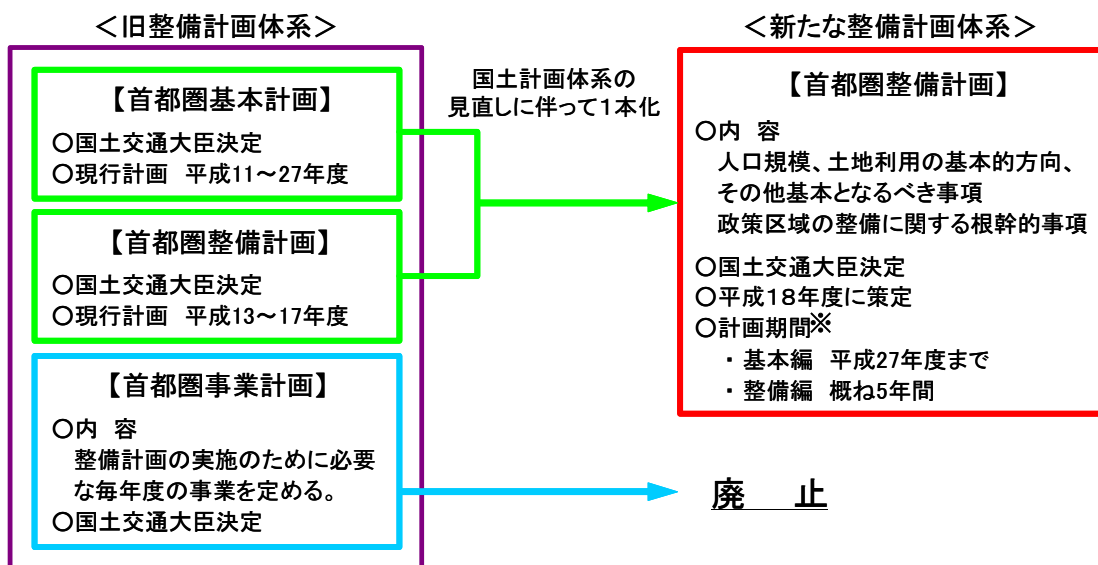 ＜旧整備計画体系＞
【首都圏基本計画】
○国土交通大臣決定
○現行計画 平成11～27年度
【首都圏整備計画】
○国土交通大臣決定
○現行計画 平成13～17年度
【首都圏事業計画】
○内 容
整備計画の実施のために必要
な毎年度の事業を定める。
○国土交通大臣決定
国土計画体系の
見直しに伴って１本化
＜新たな整備計画体系＞
【首都圏整備計画】
○内 容
人口規模、土地利用の基本的方向、
その他基本となるべき事項
政策区域の整備に関する根幹的事項
○国土交通大臣決定
○平成１８年度に策定
○計画期間※
・ 基本編 平成27年度まで
・ 整備編 概ね5年間
廃 止